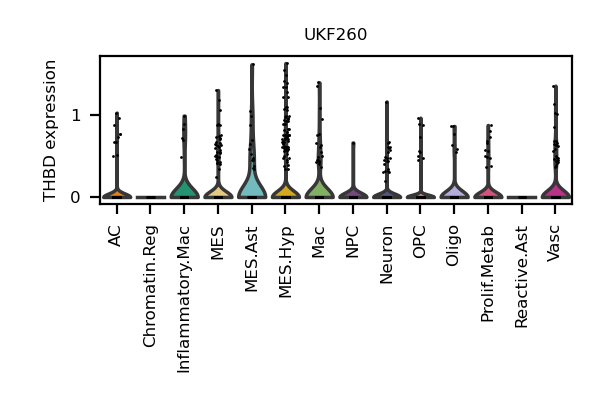 UKF260
THBD expression
1
0
AC
Chromatin.Reg
Inflammatory.Mac
MES
MES.Ast
MES.Hyp
Mac
NPC
Neuron
OPC
Oligo
Prolif.Metab
Reactive.Ast
Vasc